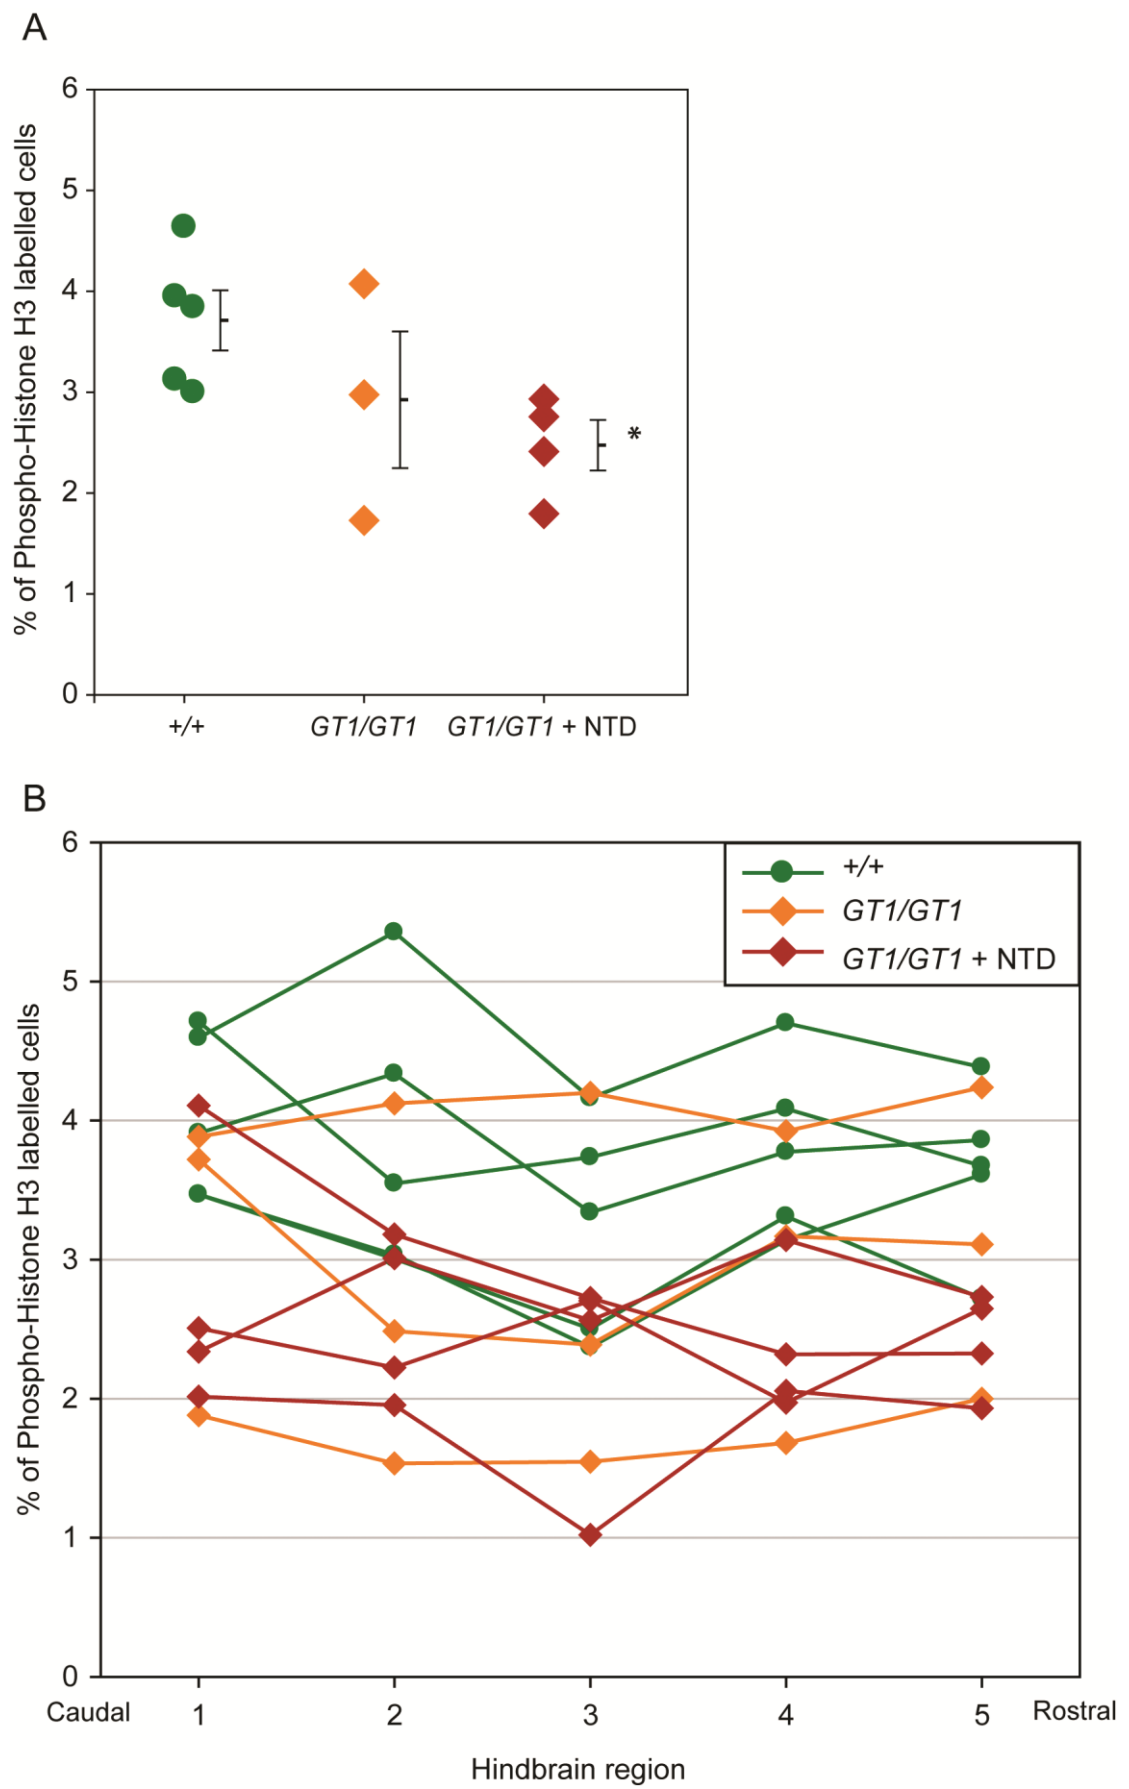 A
% of Phospho-Histone H3 labelled cells
6
5
4
3
2
1
0
*
+/+
GT1/GT1
GT1/GT1 + NTD
B
% of Phospho-Histone H3 labelled cells
6
5
4
3
2
1
0
+/+
GT1/GT1
GT1/GT1 + NTD
Caudal 1 2 3 4 5 Rostral
Hindbrain region